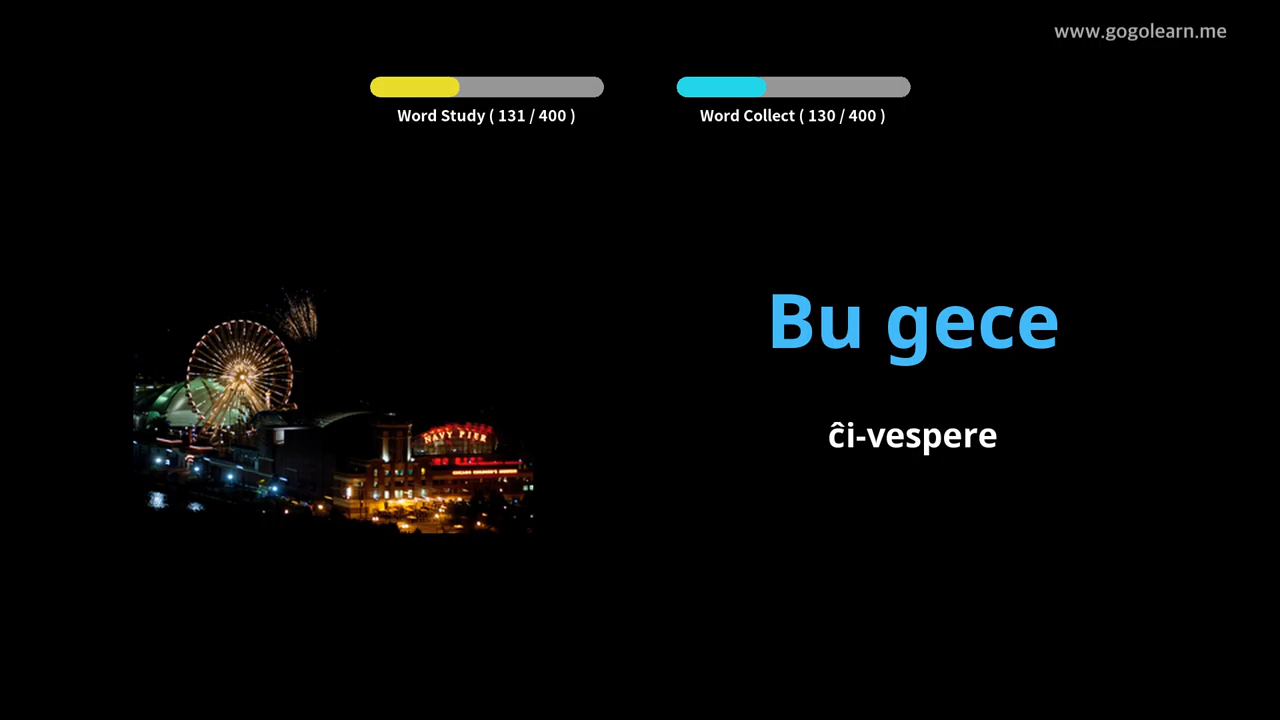 www.gogolearn.me
Word Study ( 131 / 400 )
Word Collect ( 130 / 400 )
Bu gece
ĉi-vespere
NAVY PIER